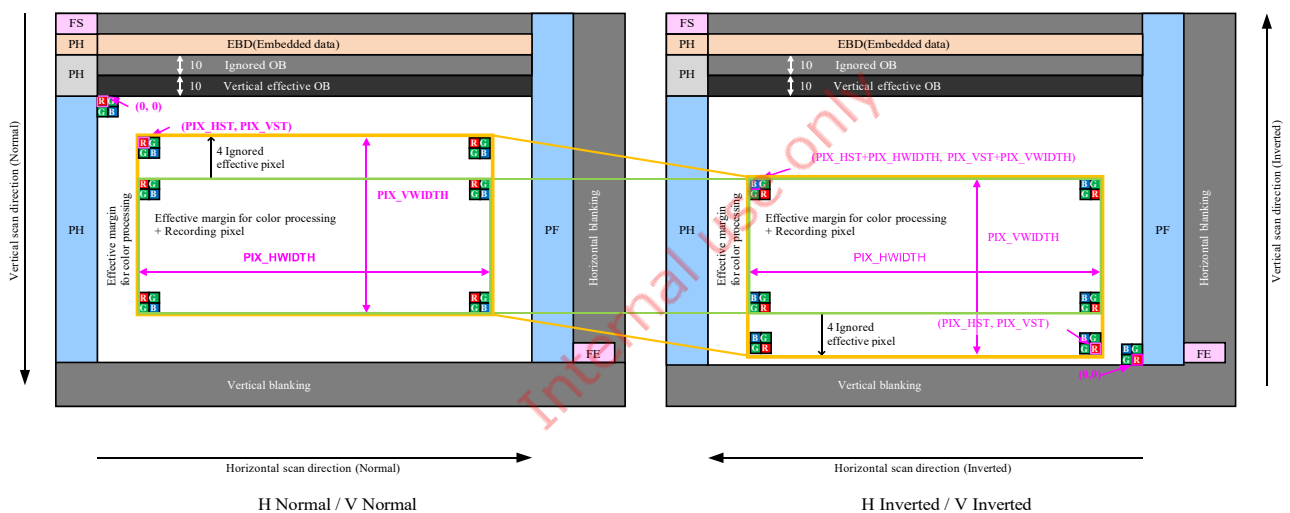 Vertical scan direction (Normal)
FS
PH
EBD(Embedded data)
PH
10
Ignored OB
10
Vertical effective OB
R G
G B
(0, 0)
(PIX_HST, PIX_VST)
R G
G B
4 Ignored
effective pixel
R G
G B
R G
G B
PIX_VWIDTH
R G
G B
PH
Effective margin
for color processing
Effective margin for color processing
+ Recording pixel
PIX_HWIDTH
R G
G B
R G
G B
PF
Horizontal blanking
FE
Vertical blanking
Horizontal scan direction (Normal)
H Normal / V Normal
FS
PH
EBD(Embedded data)
PH
10
Ignored OB
10
Vertical effective OB
(PIX_HST+PIX_HWIDTH, PIX_VST+PIX_VWIDTH)
B G
G R
B G
G R
PH
Effective margin
for color processing
Effective margin for color processing
+ Recording pixel
PIX_VWIDTH
PIX_HWIDTH
B G
G R
B G
G R
4 Ignored
effective pixel
(PIX_HST, PIX_VST)
B G
G R
B G
G R
B G
G R
(0,0)
PF
Horizontal blanking
FE
Vertical blanking
Vertical scan direction (Inverted)
Horizontal scan direction (Inverted)
H Inverted / V Inverted
Internal use only